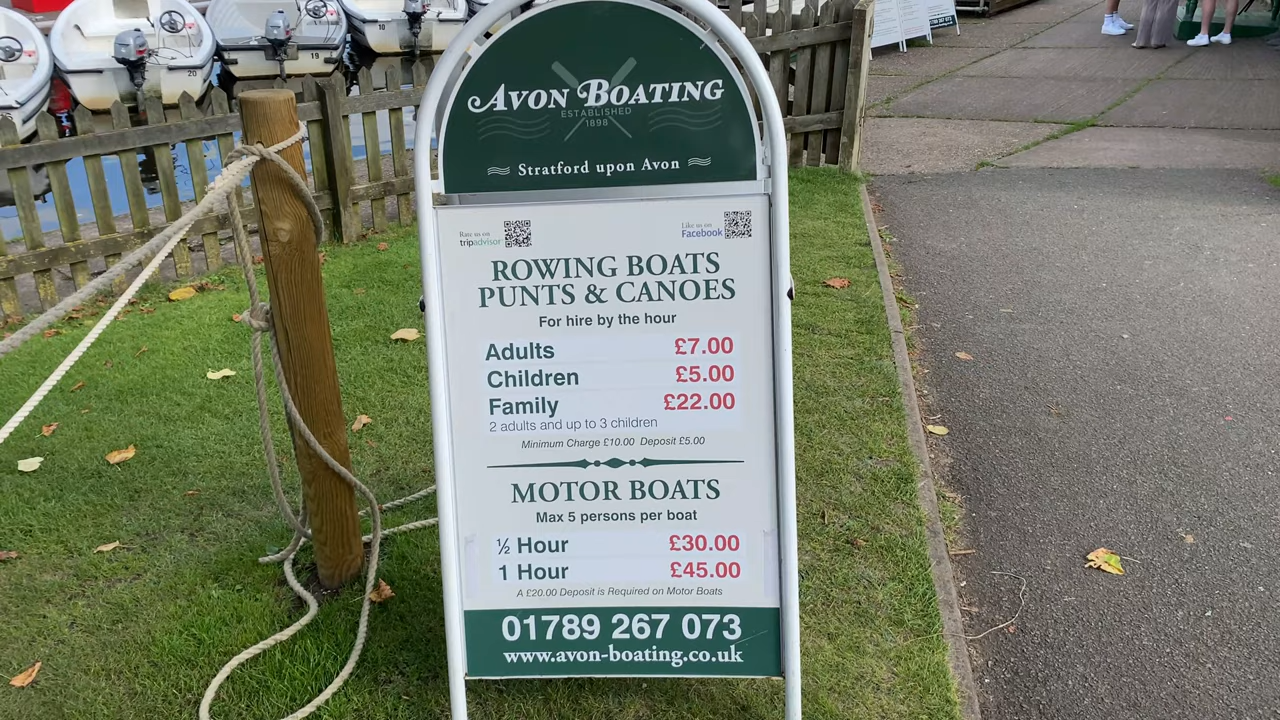 AVON BOATING
ESTABLISHED
1898
Stratford upon Avon
Rate us on
tripadvisor
Like us on
Facebook
ROWING BOATS
PUNTS & CANOES
For hire by the hour
Adults £7.00
Children £5.00
Family £22.00
2 adults and up to 3 children
Minimum Charge £10.00 Deposit £5.00
MOTOR BOATS
Max 5 persons per boat
½ Hour £30.00
1 Hour £45.00
A £20.00 Deposit is Required on Motor Boats
01789 267 073
www.avon-boating.co.uk
20
19
10